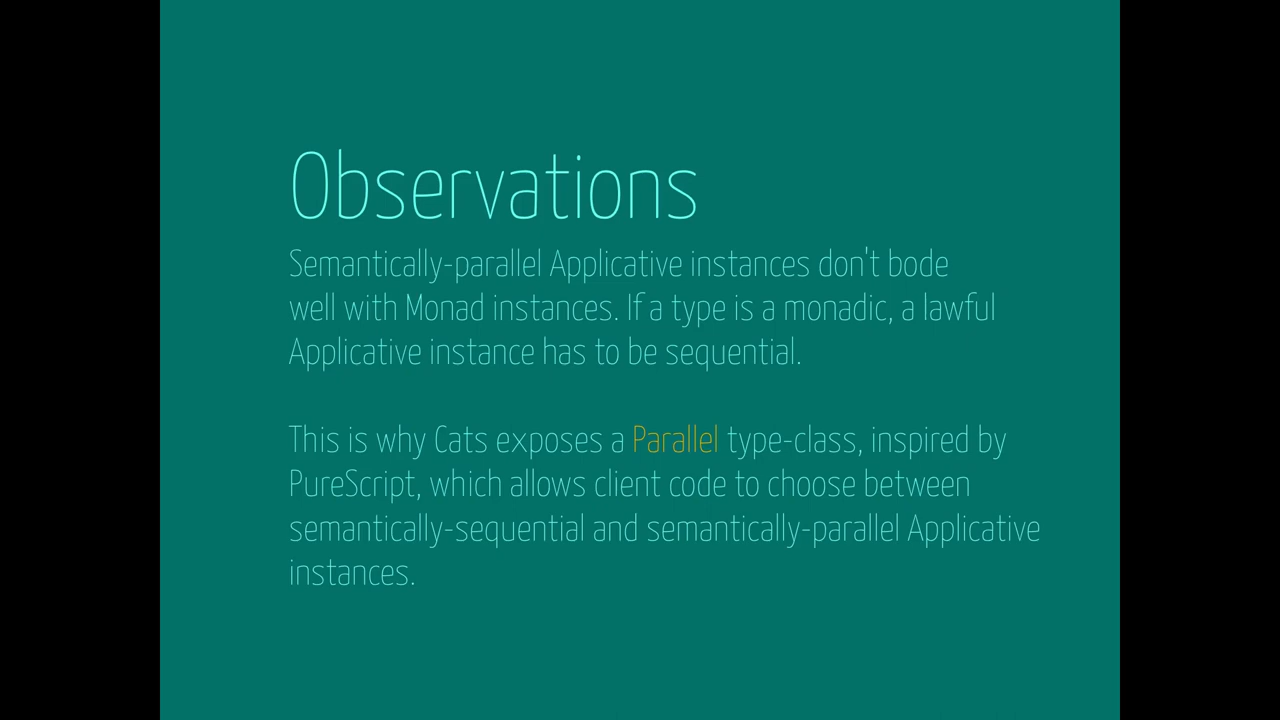 Observations
Semantically-parallel Applicative instances don't bode
well with Monad instances. If a type is a monadic, a lawful
Applicative instance has to be sequential.
This is why Cats exposes a Parallel type-class, inspired by
PureScript, which allows client code to choose between
semantically-sequential and semantically-parallel Applicative
instances.